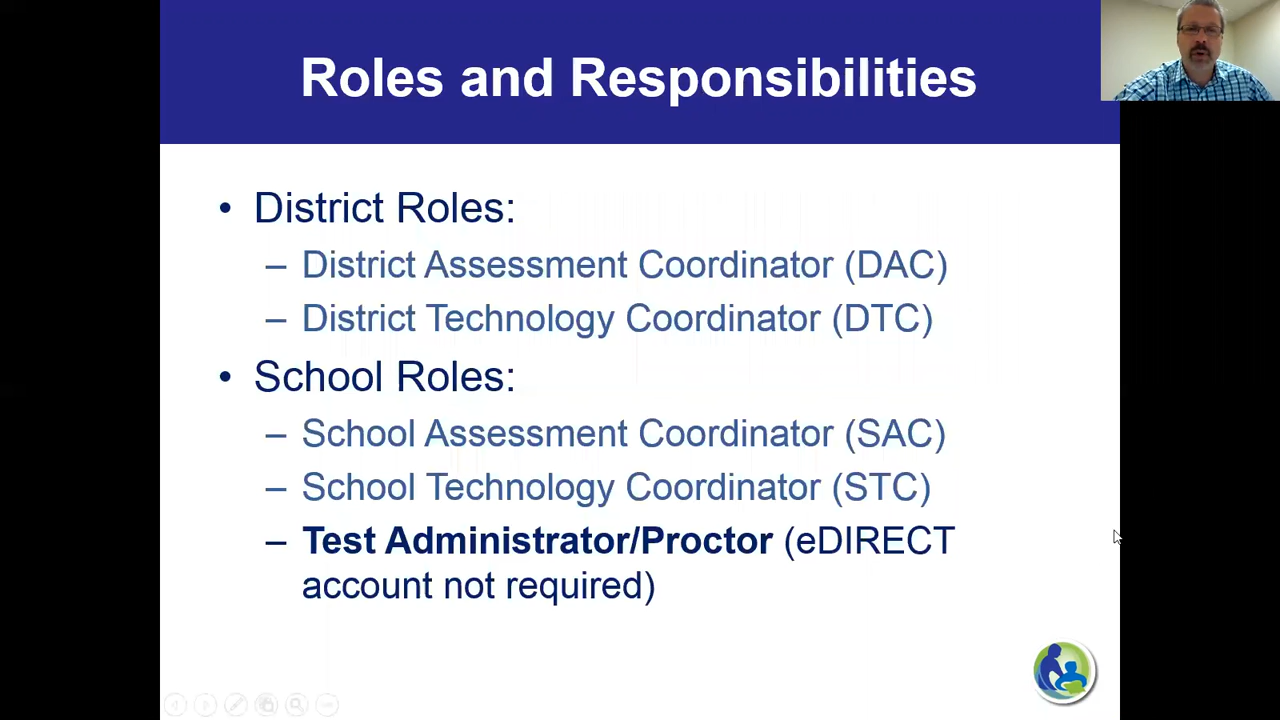 Roles and Responsibilities
• District Roles:
– District Assessment Coordinator (DAC)
– District Technology Coordinator (DTC)
• School Roles:
– School Assessment Coordinator (SAC)
– School Technology Coordinator (STC)
– Test Administrator/Proctor (eDIRECT
account not required)